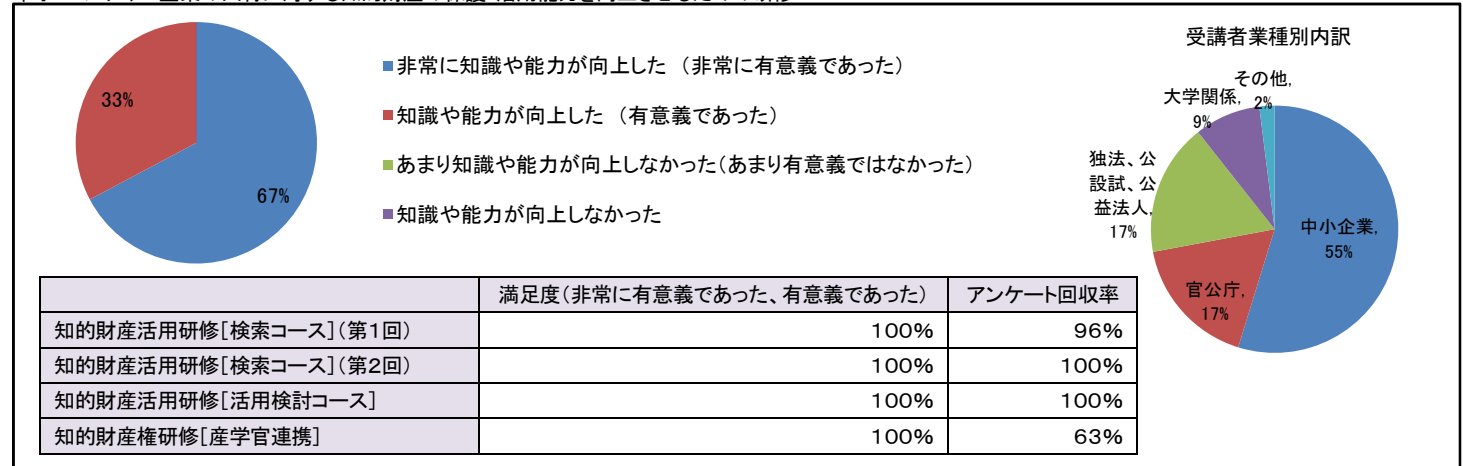 33%
67%
■非常に知識や能力が向上した （非常に有意義であった）
■知識や能力が向上した （有意義であった）
■あまり知識や能力が向上しなかった（あまり有意義ではなかった）
■知識や能力が向上しなかった
受講者業種別内訳
その他,
2%
大学関係,
9%
独法、公
設試、公
益法人,
17%
中小企業,
55%
官公庁,
17%
満足度（非常に有意義であった、有意義であった） アンケート回収率
知的財産活用研修［検索コース］（第１回） 100% 96%
知的財産活用研修［検索コース］（第２回） 100% 100%
知的財産活用研修［活用検討コース］ 100% 100%
知的財産権研修［産学官連携］ 100% 63%